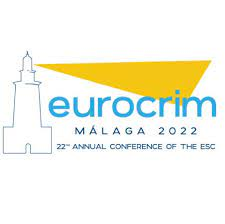 eurocrim
MÁLAGA 2022
22ND ANNUAL CONFERENCE OF THE ESC